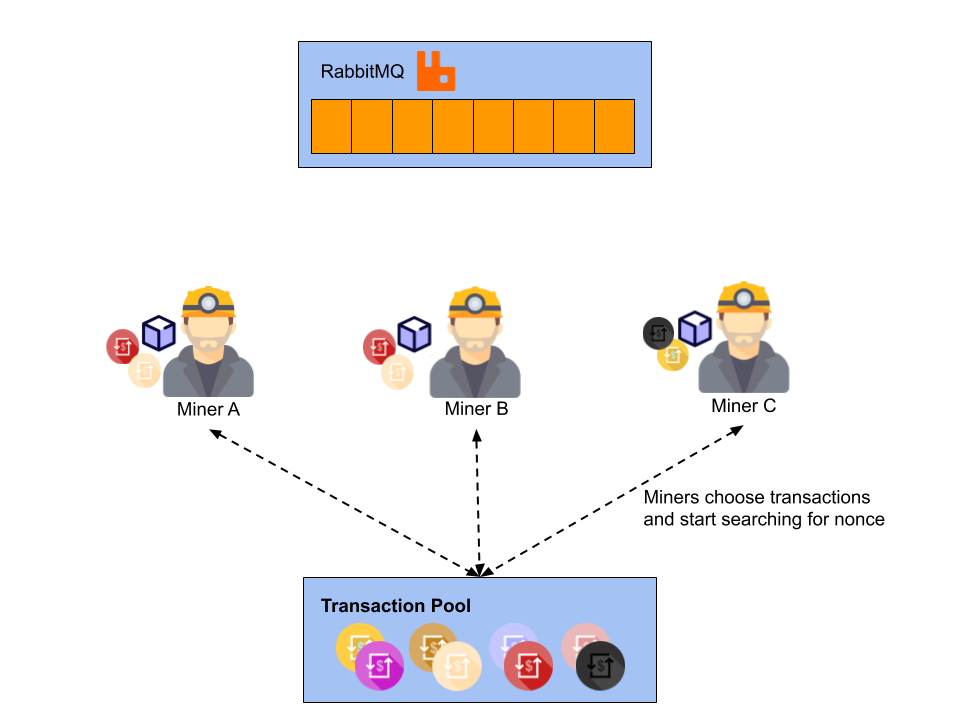 RabbitMQ
Miner A
Miner B
Miner C
Miners choose transactions
and start searching for nonce
Transaction Pool